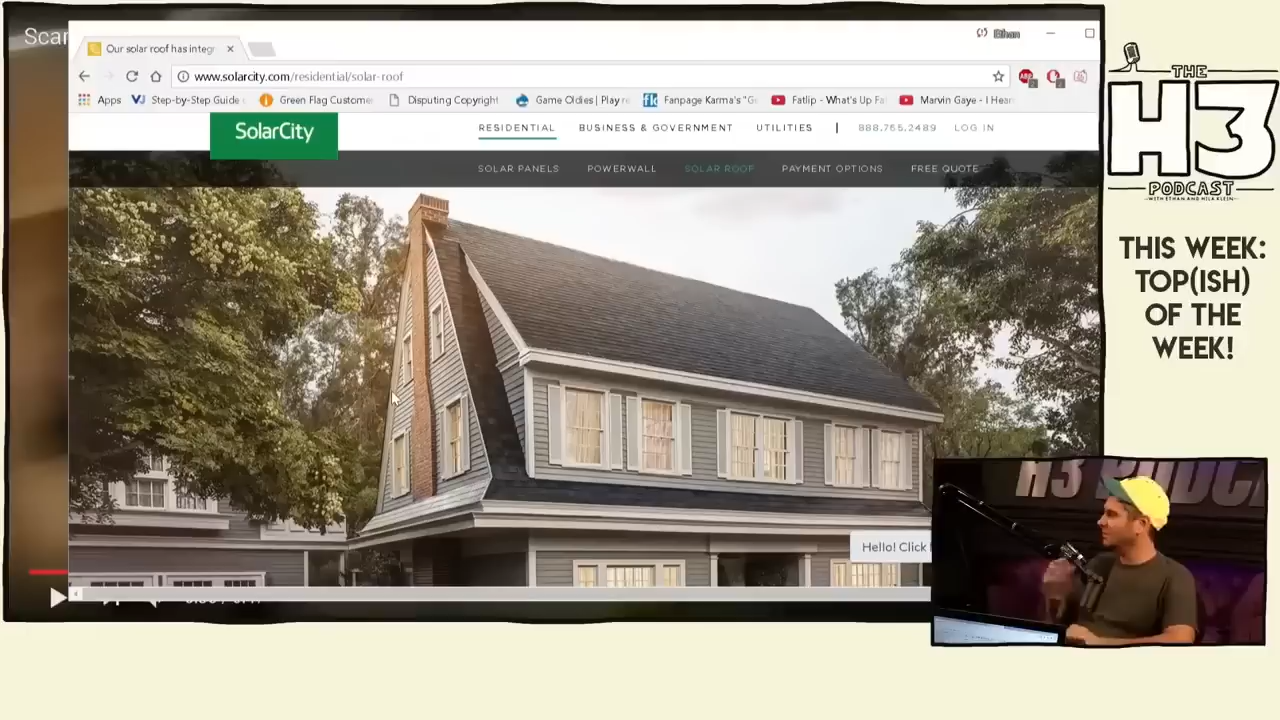 Scar
Our solar roof has integr
Ethan
www.solarcity.com/residential/solar-roof
Apps
Step-by-Step Guide
Green Flag Custome
Disputing Copyright
Game Oldies | Play r
Fanpage Karma's "G
Fatlip - What's Up Fa
Marvin Gaye - I Hear
SolarCity
RESIDENTIAL
BUSINESS & GOVERNMENT
UTILITIES
888.765.2489
LOG IN
SOLAR PANELS
POWERWALL
SOLAR ROOF
PAYMENT OPTIONS
FREE QUOTE
Hello! Click
THE
H3
PODCAST
WITH ETHAN AND HILA KLEIN
THIS WEEK:
TOP(ISH)
OF THE
WEEK!
H3 PODC